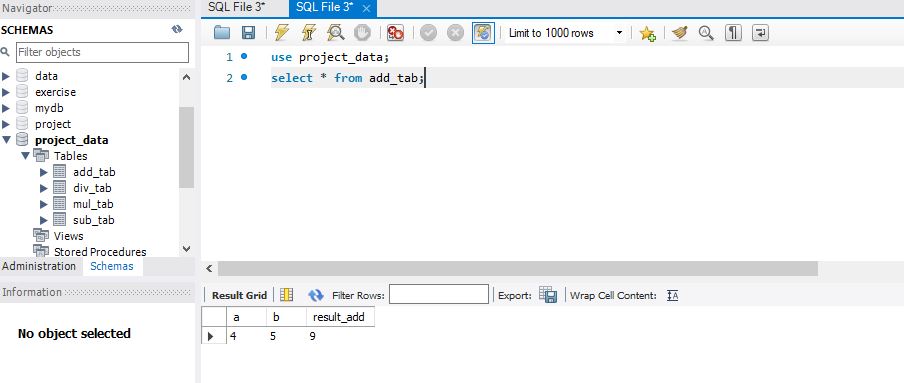 Navigator
SCHEMAS
Filter objects
data
exercise
mydb
project
project_data
Tables
add_tab
div_tab
mul_tab
sub_tab
Views
Stored Procedures
Administration Schemas
Information
No object selected
SQL File 3* SQL File 3*
Limit to 1000 rows
1 use project_data;
2 select * from add_tab;
Result Grid Filter Rows: Export: Wrap Cell Content:
a b result_add
4 5 9